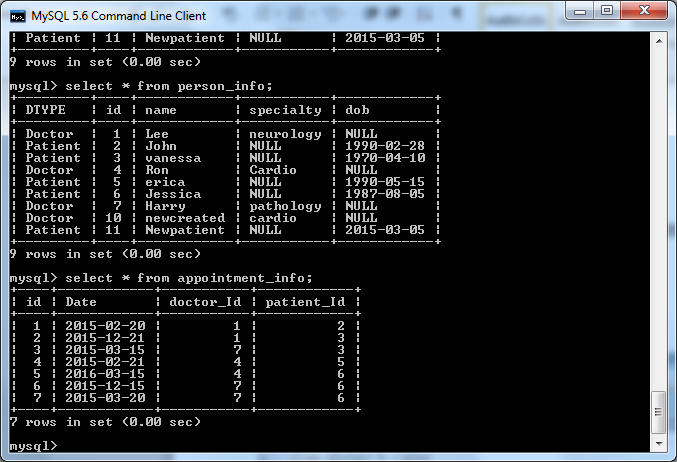 MySQL 5.6 Command Line Client
| Patient | 11 | Newpatient | NULL | 2015-03-05 |
+---------+----+------------+-----------+------------+
9 rows in set (0.00 sec)
mysql> select * from person_info;
+---------+----+------------+-----------+------------+
| DTYPE | id | name | specialty | dob |
+---------+----+------------+-----------+------------+
| Doctor | 1 | Lee | neurology | NULL |
| Patient | 2 | John | NULL | 1990-02-28 |
| Patient | 3 | vanessa | NULL | 1970-04-10 |
| Doctor | 4 | Ron | Cardio | NULL |
| Patient | 5 | erica | NULL | 1990-05-15 |
| Patient | 6 | Jessica | NULL | 1987-08-05 |
| Doctor | 7 | Harry | pathology | NULL |
| Doctor | 10 | newcreated | cardio | NULL |
| Patient | 11 | Newpatient | NULL | 2015-03-05 |
+---------+----+------------+-----------+------------+
9 rows in set (0.00 sec)
mysql> select * from appointment_info;
+----+------------+-----------+------------+
| id | Date | doctor_Id | patient_Id |
+----+------------+-----------+------------+
| 1 | 2015-02-20 | 1 | 2 |
| 2 | 2015-12-21 | 1 | 3 |
| 3 | 2015-03-15 | 7 | 3 |
| 4 | 2015-02-21 | 4 | 5 |
| 5 | 2016-03-15 | 4 | 6 |
| 6 | 2015-12-15 | 7 | 6 |
| 7 | 2015-03-20 | 7 | 6 |
+----+------------+-----------+------------+
7 rows in set (0.00 sec)
mysql>